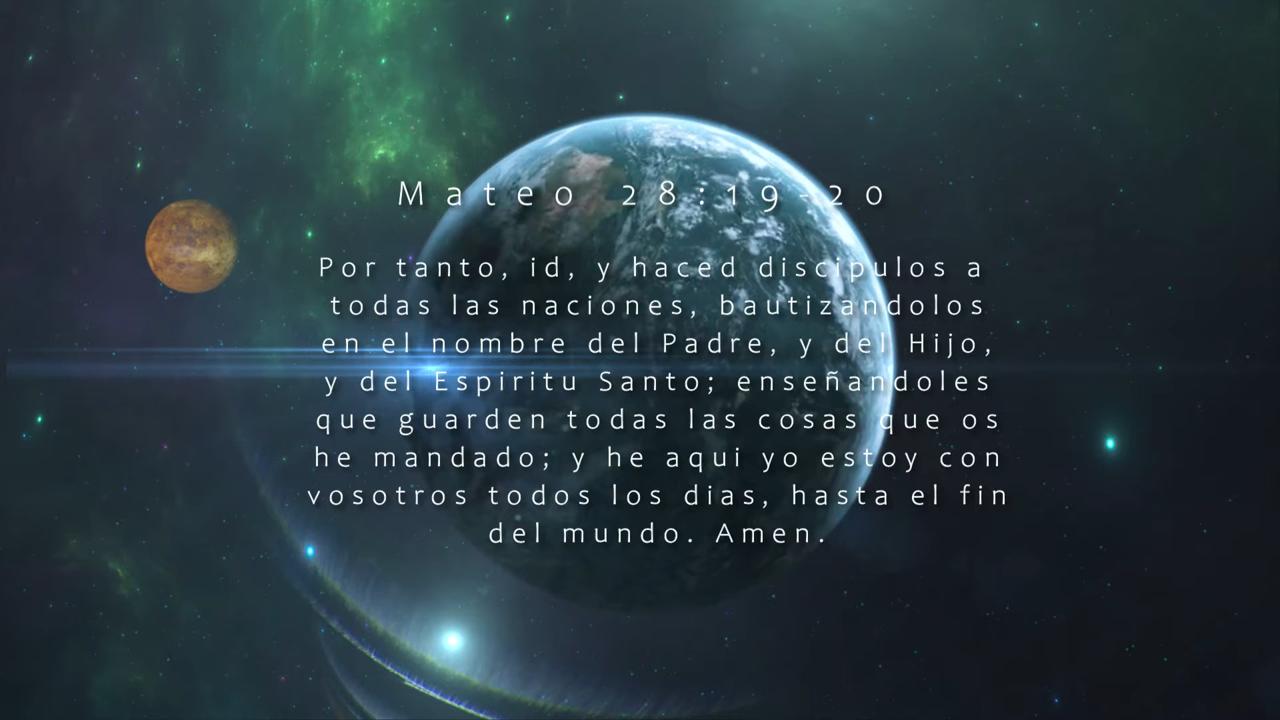 Mateo 28:19-20
Por tanto, id, y haced discipulos a
todas las naciones, bautizandolos
en el nombre del Padre, y del Hijo,
y del Espiritu Santo; enseñandoles
que guarden todas las cosas que os
he mandado; y he aqui yo estoy con
vosotros todos los dias, hasta el fin
del mundo. Amen.